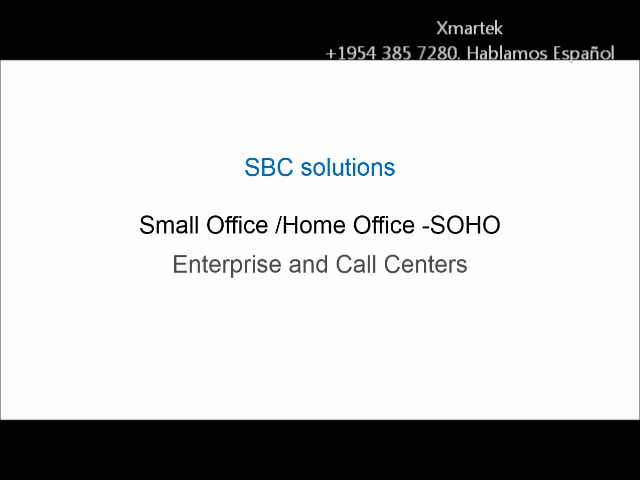 Xmartek
+1954 385 7280. Hablamos Español
SBC solutions
Small Office /Home Office -SOHO
Enterprise and Call Centers